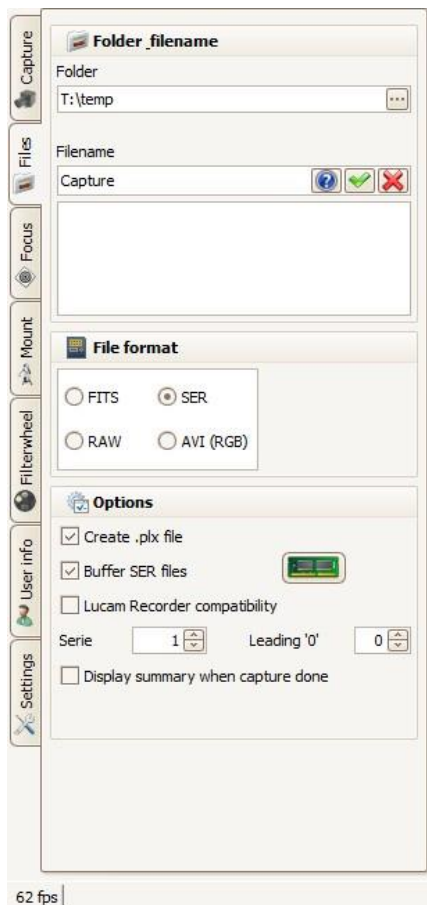 Capture
Files
Focus
Mount
Filterwheel
User info
Settings
Folder_filename
Folder
T:\temp
...
Filename
Capture
File format
FITS
SER
RAW
AVI (RGB)
Options
Create .plx file
Buffer SER files
Lucam Recorder compatibility
Serie 1 Leading '0' 0
Display summary when capture done
62 fps